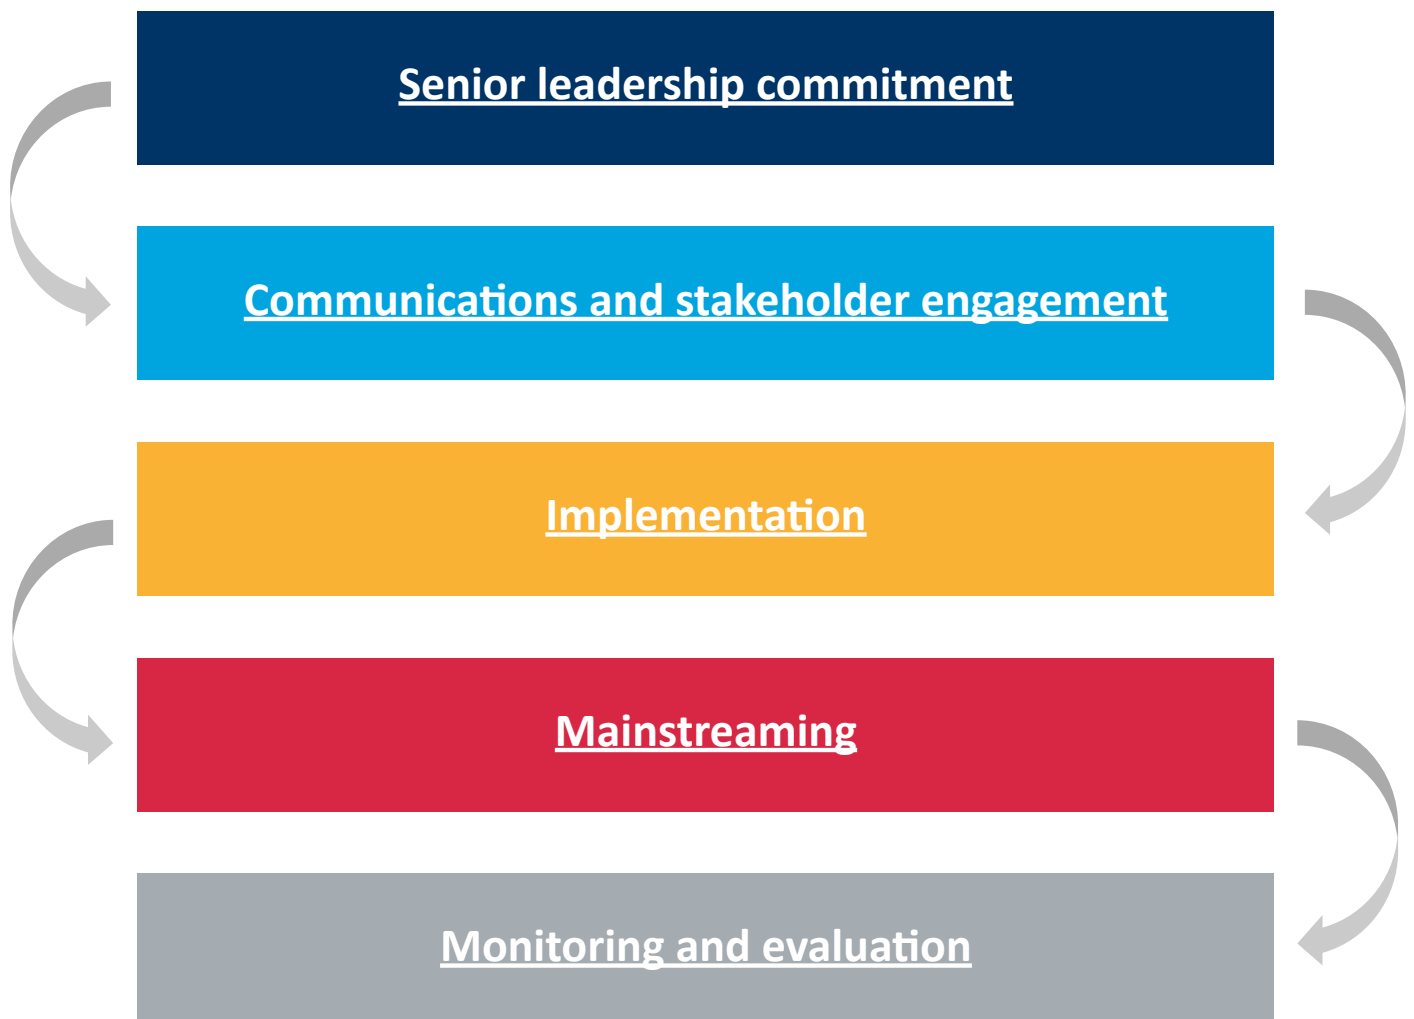 Senior leadership commitment
Communications and stakeholder engagement
Implementation
Mainstreaming
Monitoring and evaluation